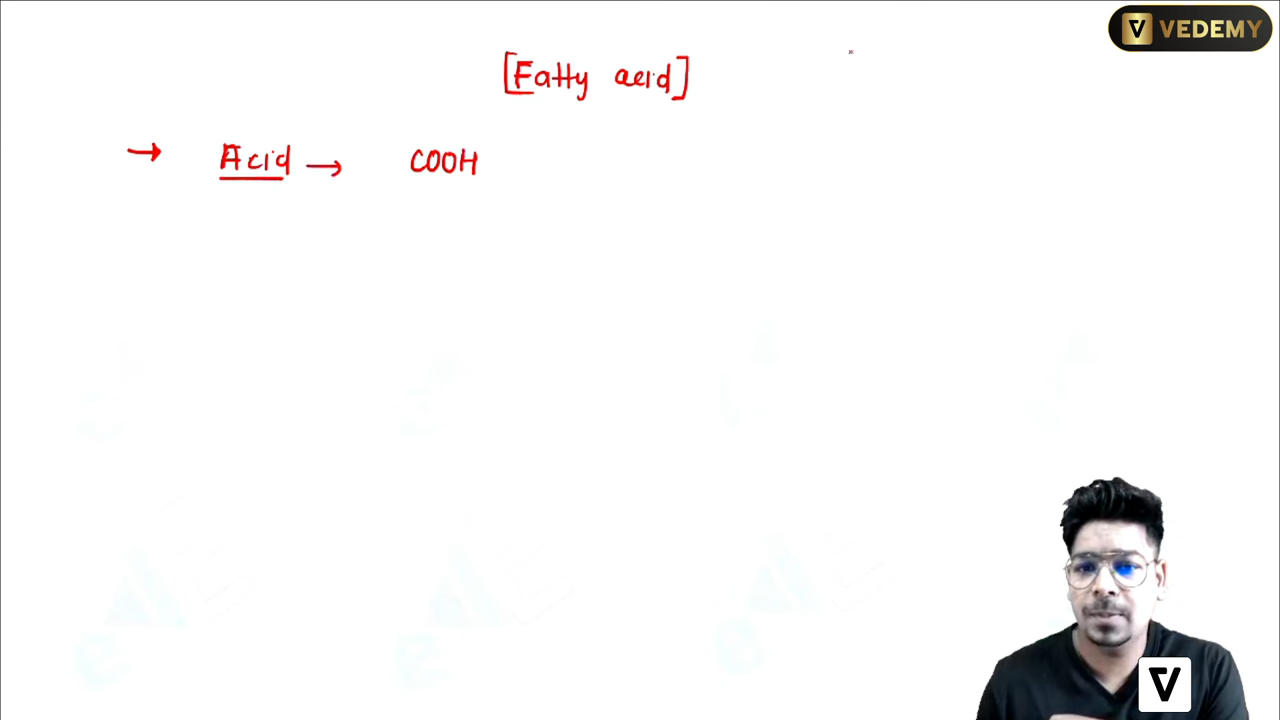 VEDEMY
[Fatty acid]
→ Acid → COOH